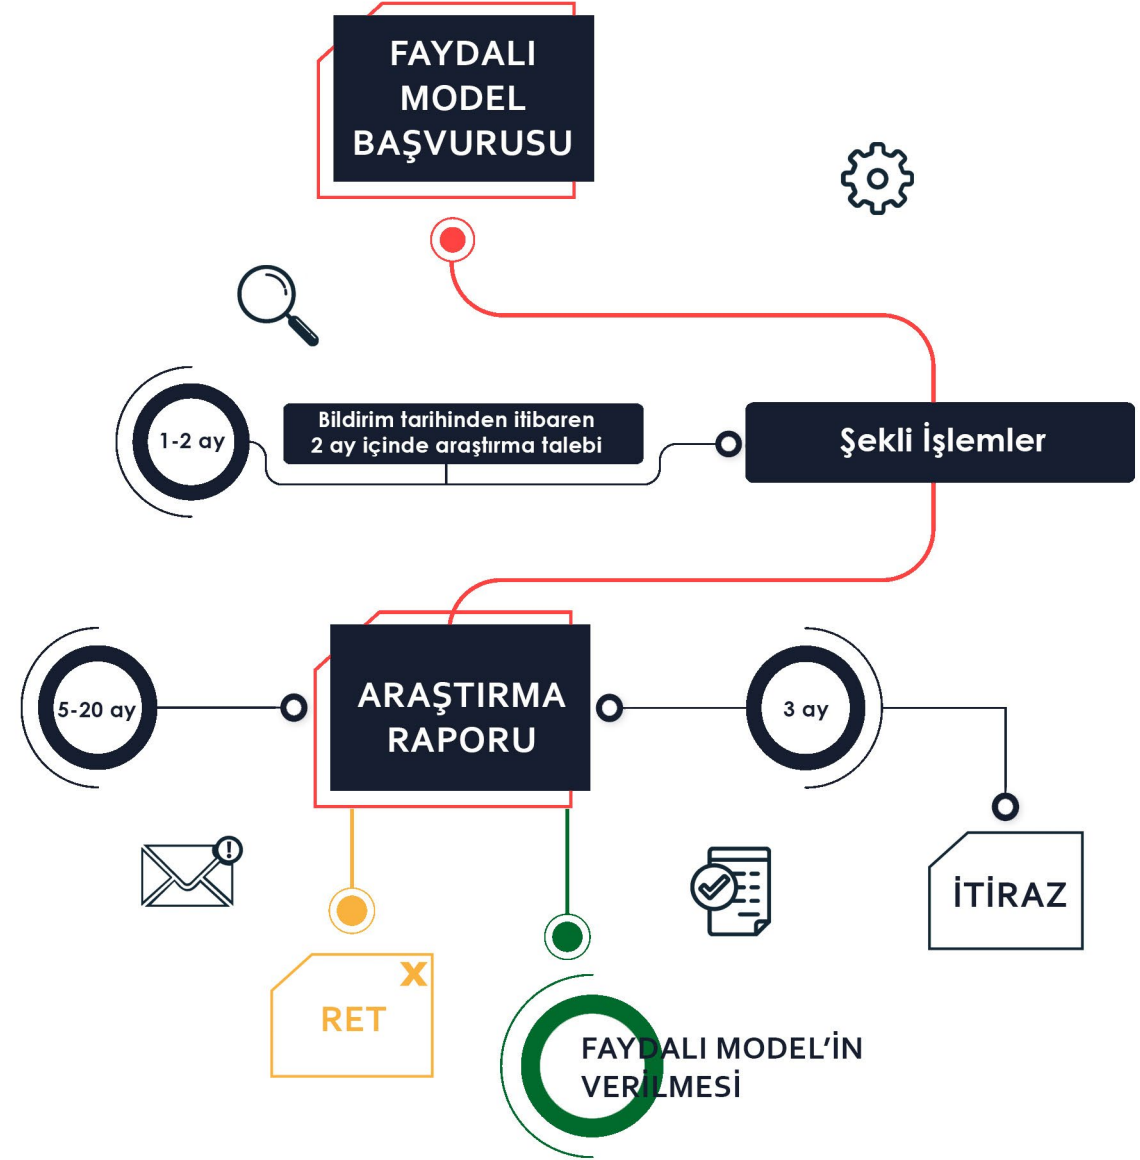 FAYDALI
MODEL
BAŞVURUSU
1-2 ay
Bildirim tarihinden itibaren
2 ay içinde araştırma talebi
Şekli İşlemler
5-20 ay
ARAŞTIRMA
RAPORU
3 ay
İTİRAZ
X
RET
FAYDALI MODEL’İN
VERİLMESİ